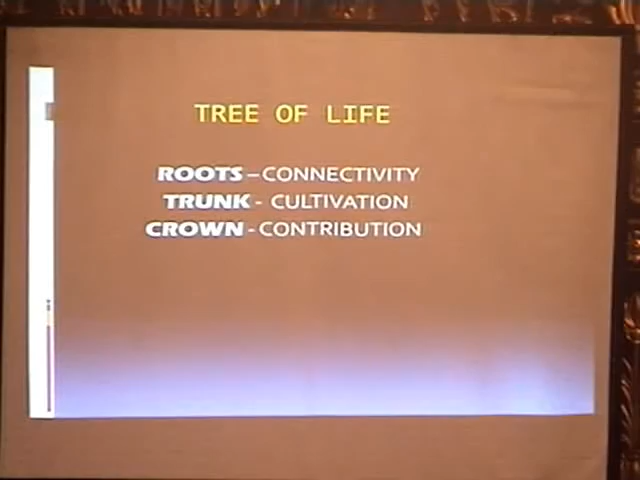 TREE OF LIFE
ROOTS – CONNECTIVITY
TRUNK - CULTIVATION
CROWN - CONTRIBUTION